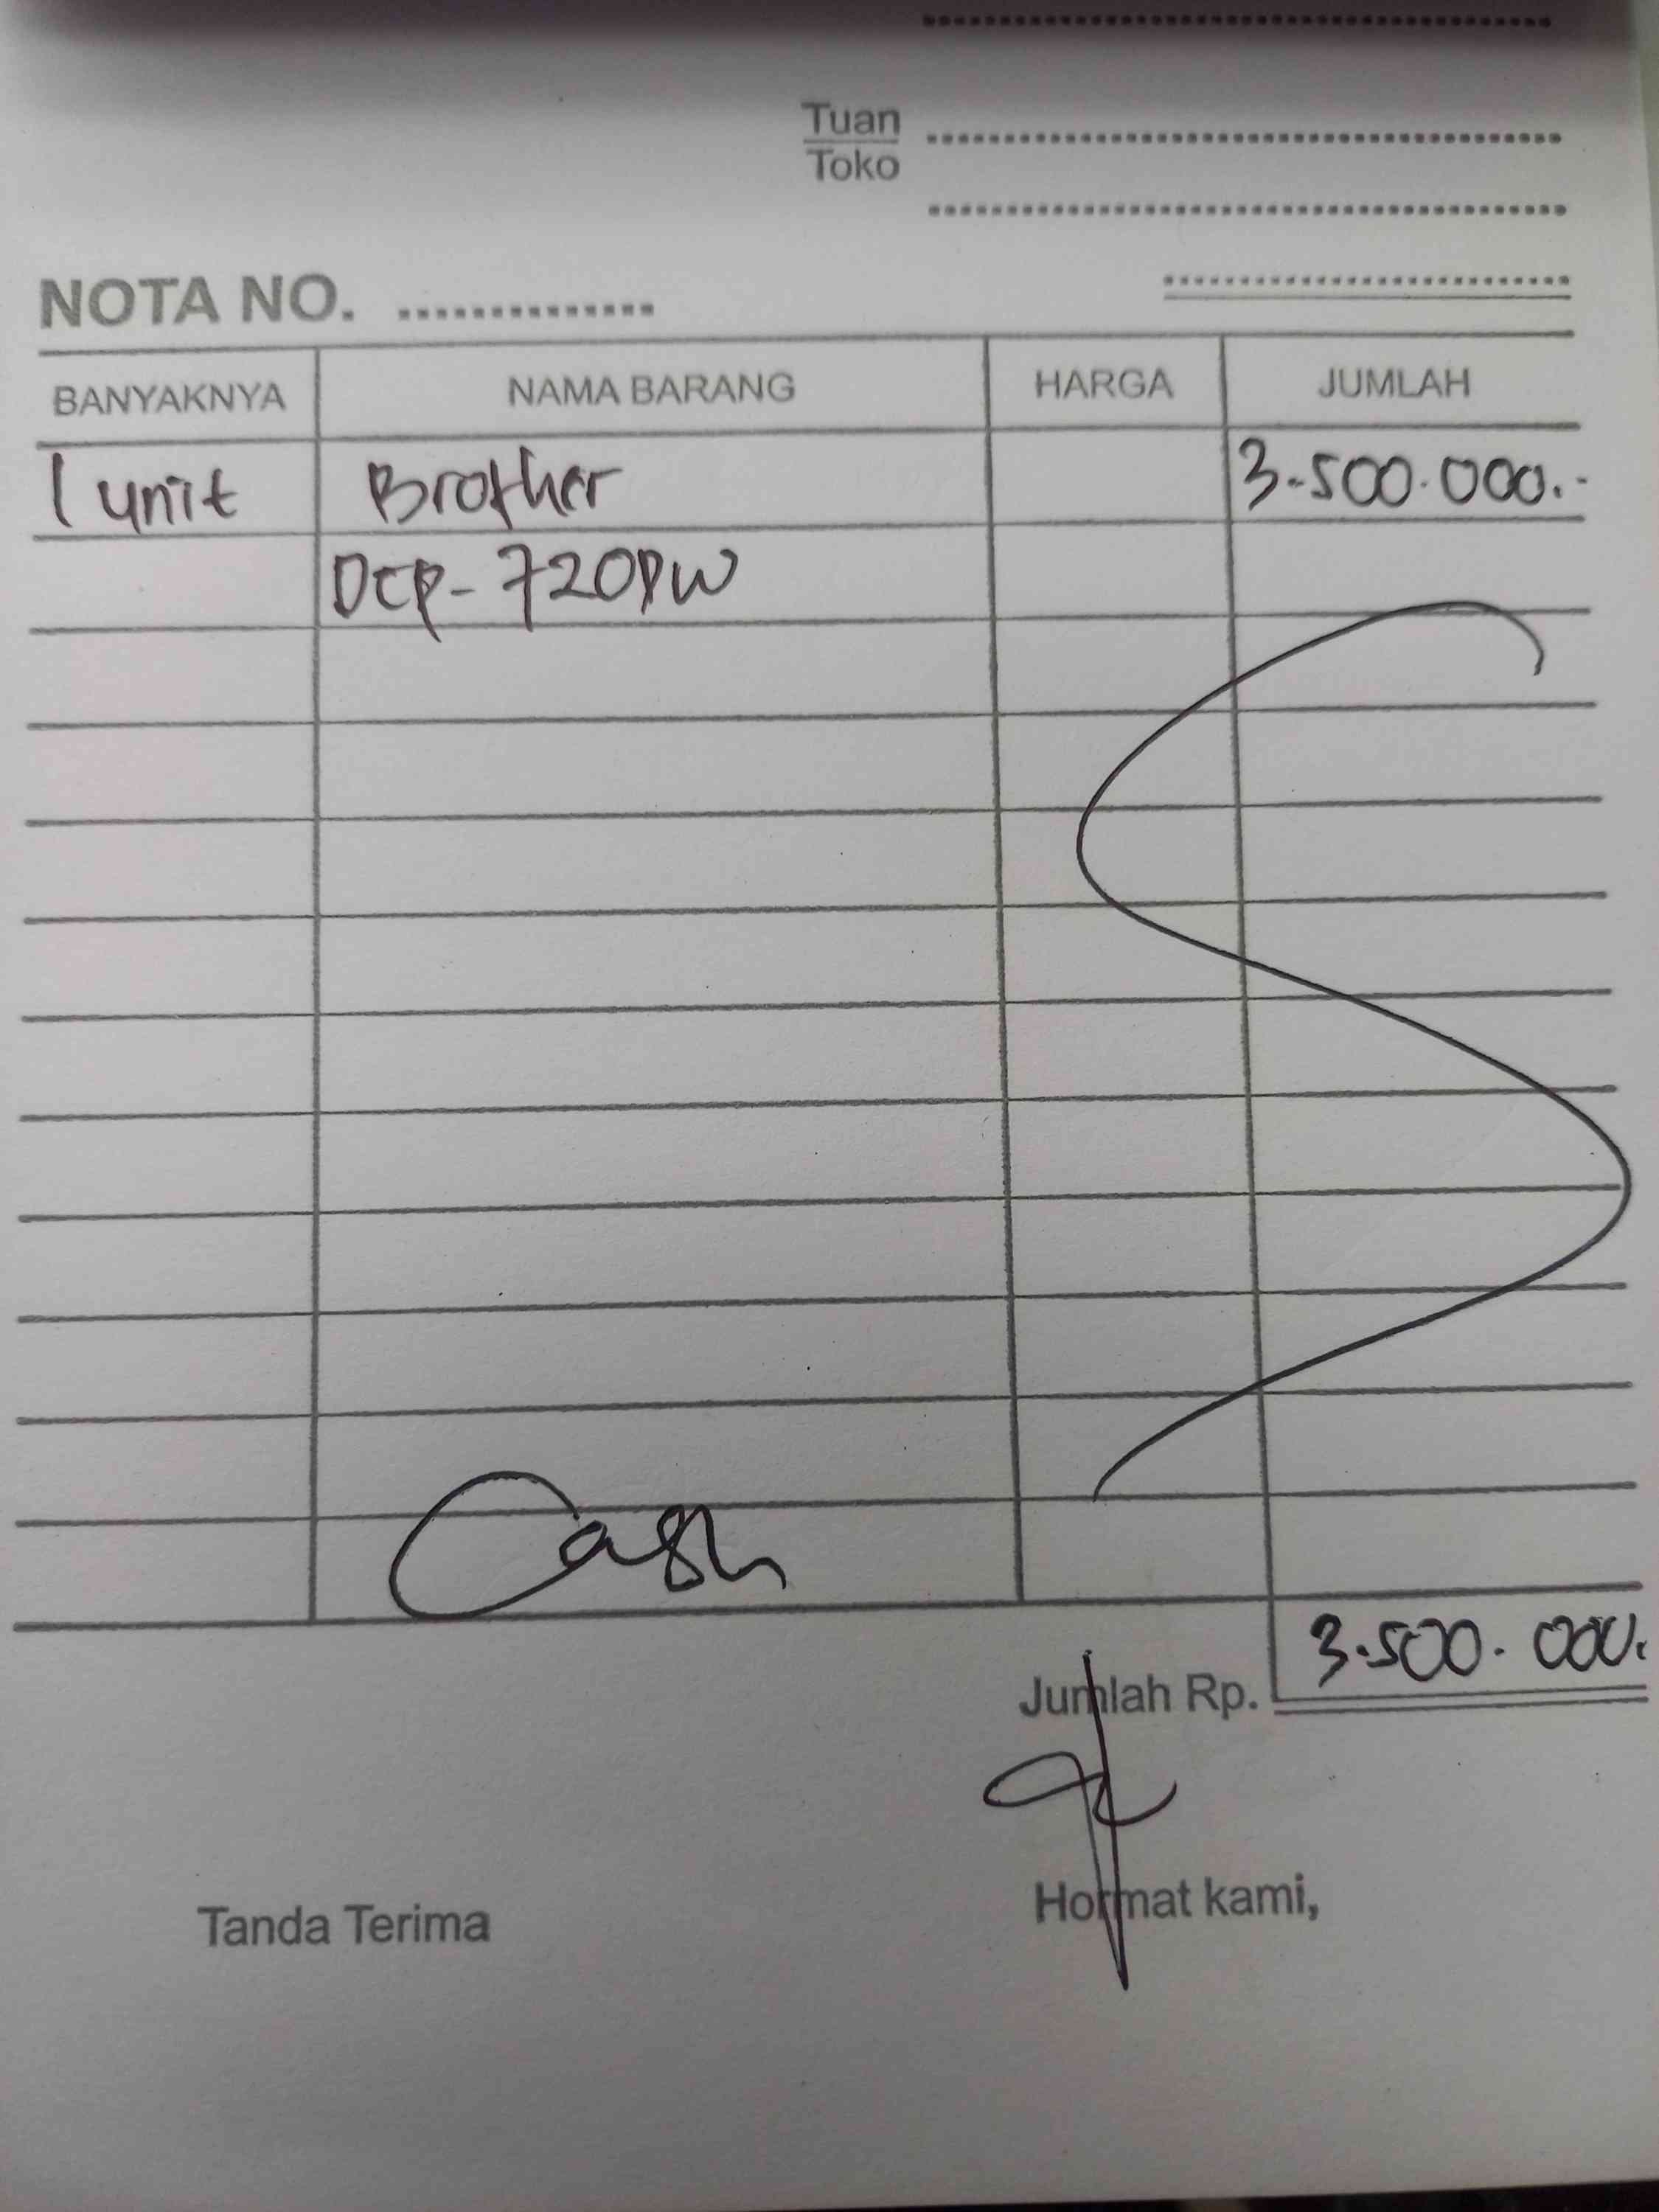 Tuan
Toko
NOTA NO.
BANYAKNYA NAMA BARANG HARGA JUMLAH
1 unit Brother 3.500.000.-
DCP-720DW
Cash
Jumlah Rp. 3.500.000.
Tanda Terima Hormat kami,